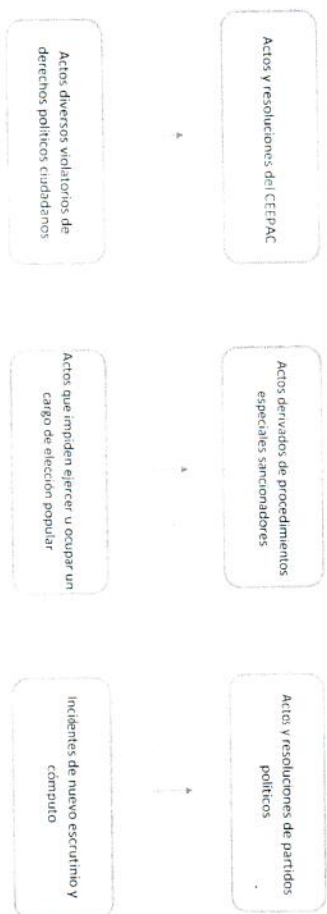 Actos y resoluciones del CEEPAC
Actos derivados de procedimientos
especiales sancionadores
Actos y resoluciones de partidos
políticos
Actos diversos violatorios de
derechos políticos ciudadanos
Actos que impiden ejercer u ocupar un
cargo de elección popular
Incidentes de nuevo escrutinio y
cómputo